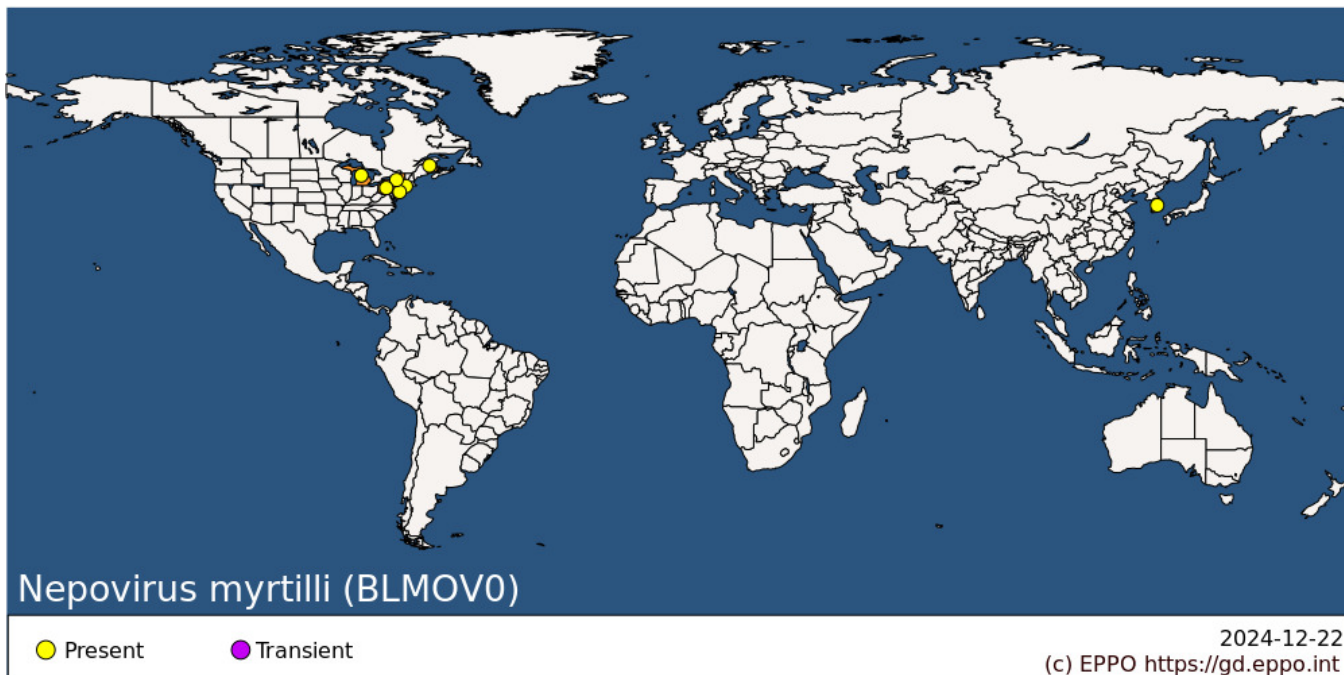 Nepovirus myrtilli (BLMOV0)
Present
Transient
2024-12-22
(c) EPPO https://gd.eppo.int